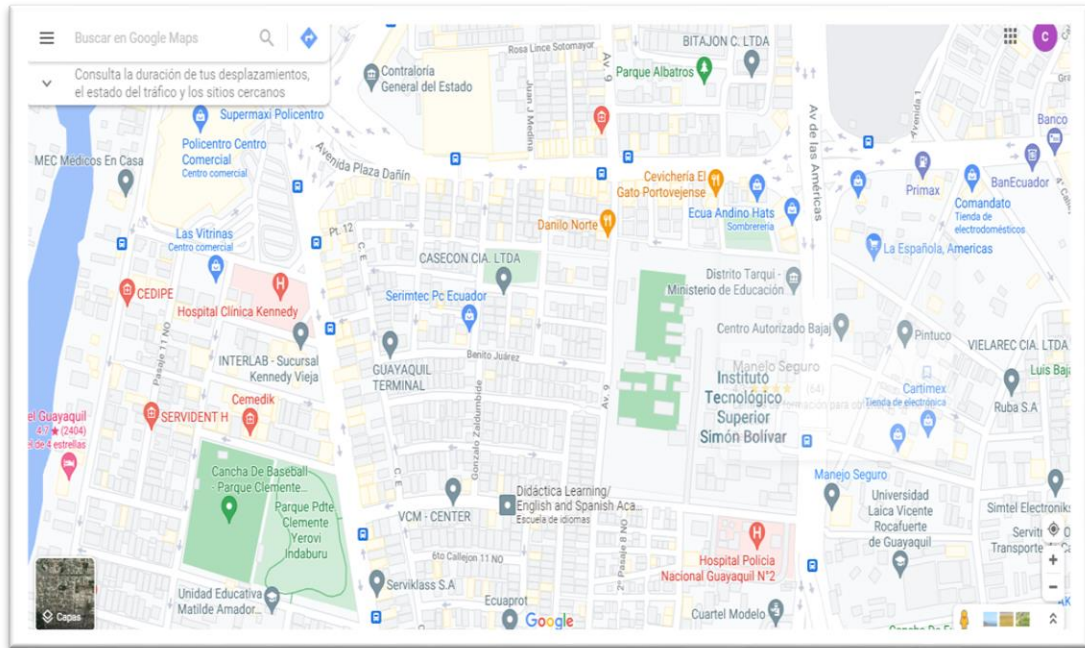 Buscar en Google Maps
C
Consulta la duración de tus desplazamientos,
el estado del tráfico y los sitios cercanos
Rosa Lince Sotomayor
BITAJON C. LTDA
Contraloría
General del Estado
Juan J Medina
Av. 9
Parque Albatros
Av de las Américas
Avenida 1
Supermaxi Policentro
Policentro Centro
Comercial
Centro comercial
MEC Medicos En Casa
Avenida Plaza Dañín
Banco
BanEcuador
Primax
Comandato
Tienda de
electrodomésticos
Cevichería El
Gato Portovejense
Ecua Andino Hats
Sombrerería
Danilo Norte
Pt. 12
C.E
Las Vitrinas
Centro comercial
La Española, Americas
CASECON CIA. LTDA
Distrito Tarqui -
Ministerio de Educación
CEDIPE
Hospital Clínica Kennedy
Serimtec Pc Ecuador
Centro Autorizado Bajaj
Pintuco
VIELAREC CIA. LTDA
Pasaje 11 NO
INTERLAB - Sucursal
Kennedy Vieja
GUAYAQUIL
TERMINAL
Benito Juárez
Manejo Seguro
(64)
Luis Baja
Instituto
Tecnológico
Superior
Simón Bolívar
Cartimex
Tienda de electrónica
Ruba S.A
Cemedik
SERVIDENT H
el Guayaquil
4,7 ★ (2404)
el de 4 estrellas
Gonzalo Zaldumbide
Av. 9
Cancha De Baseball
- Parque Clemente...
Parque Pdte
Clemente
Yerovi
Indaburu
C.E
VCM - CENTER
Didáctica Learning/
English and Spanish Aca...
Escuela de idiomas
Manejo Seguro
Universidad
Laica Vicente
Rocafuerte
de Guayaquil
Simtel Electronik
Transporte
2° Pasaje 8 NO
Hospital Policia
Nacional Guayaquil N°2
6to Callejon 11 NO
Serviklass S.A
Unidad Educativa
Matilde Amador...
Ecuaprot
Cuartel Modelo
Capas
Google